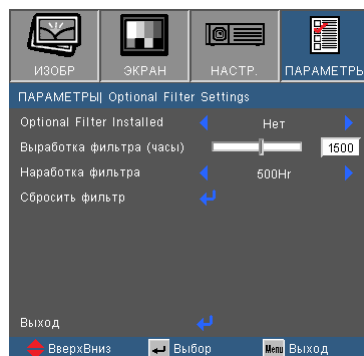 ИЗОБР ЭКРАН НАСТР. ПАРАМЕТРЫ
ПАРАМЕТРЫ| Optional Filter Settings
Optional Filter Installed Нет
Выработка фильтра (часы) 1500
Наработка фильтра 500Hr
Сбросить фильтр
Выход
ВверхВниз Выбор Menu Выход